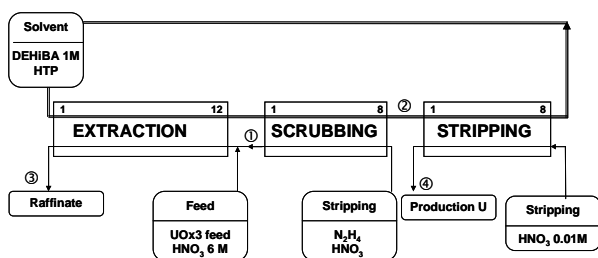 Solvent
DEHiBA 1M
HTP
1 12
EXTRACTION
1 8
SCRUBBING
②
1 8
STRIPPING
①
③
Raffinate
Feed
UOx3 feed
HNO₃ 6 M
Stripping
N₂H₄
HNO₃
④
Production U
Stripping
HNO₃ 0.01M